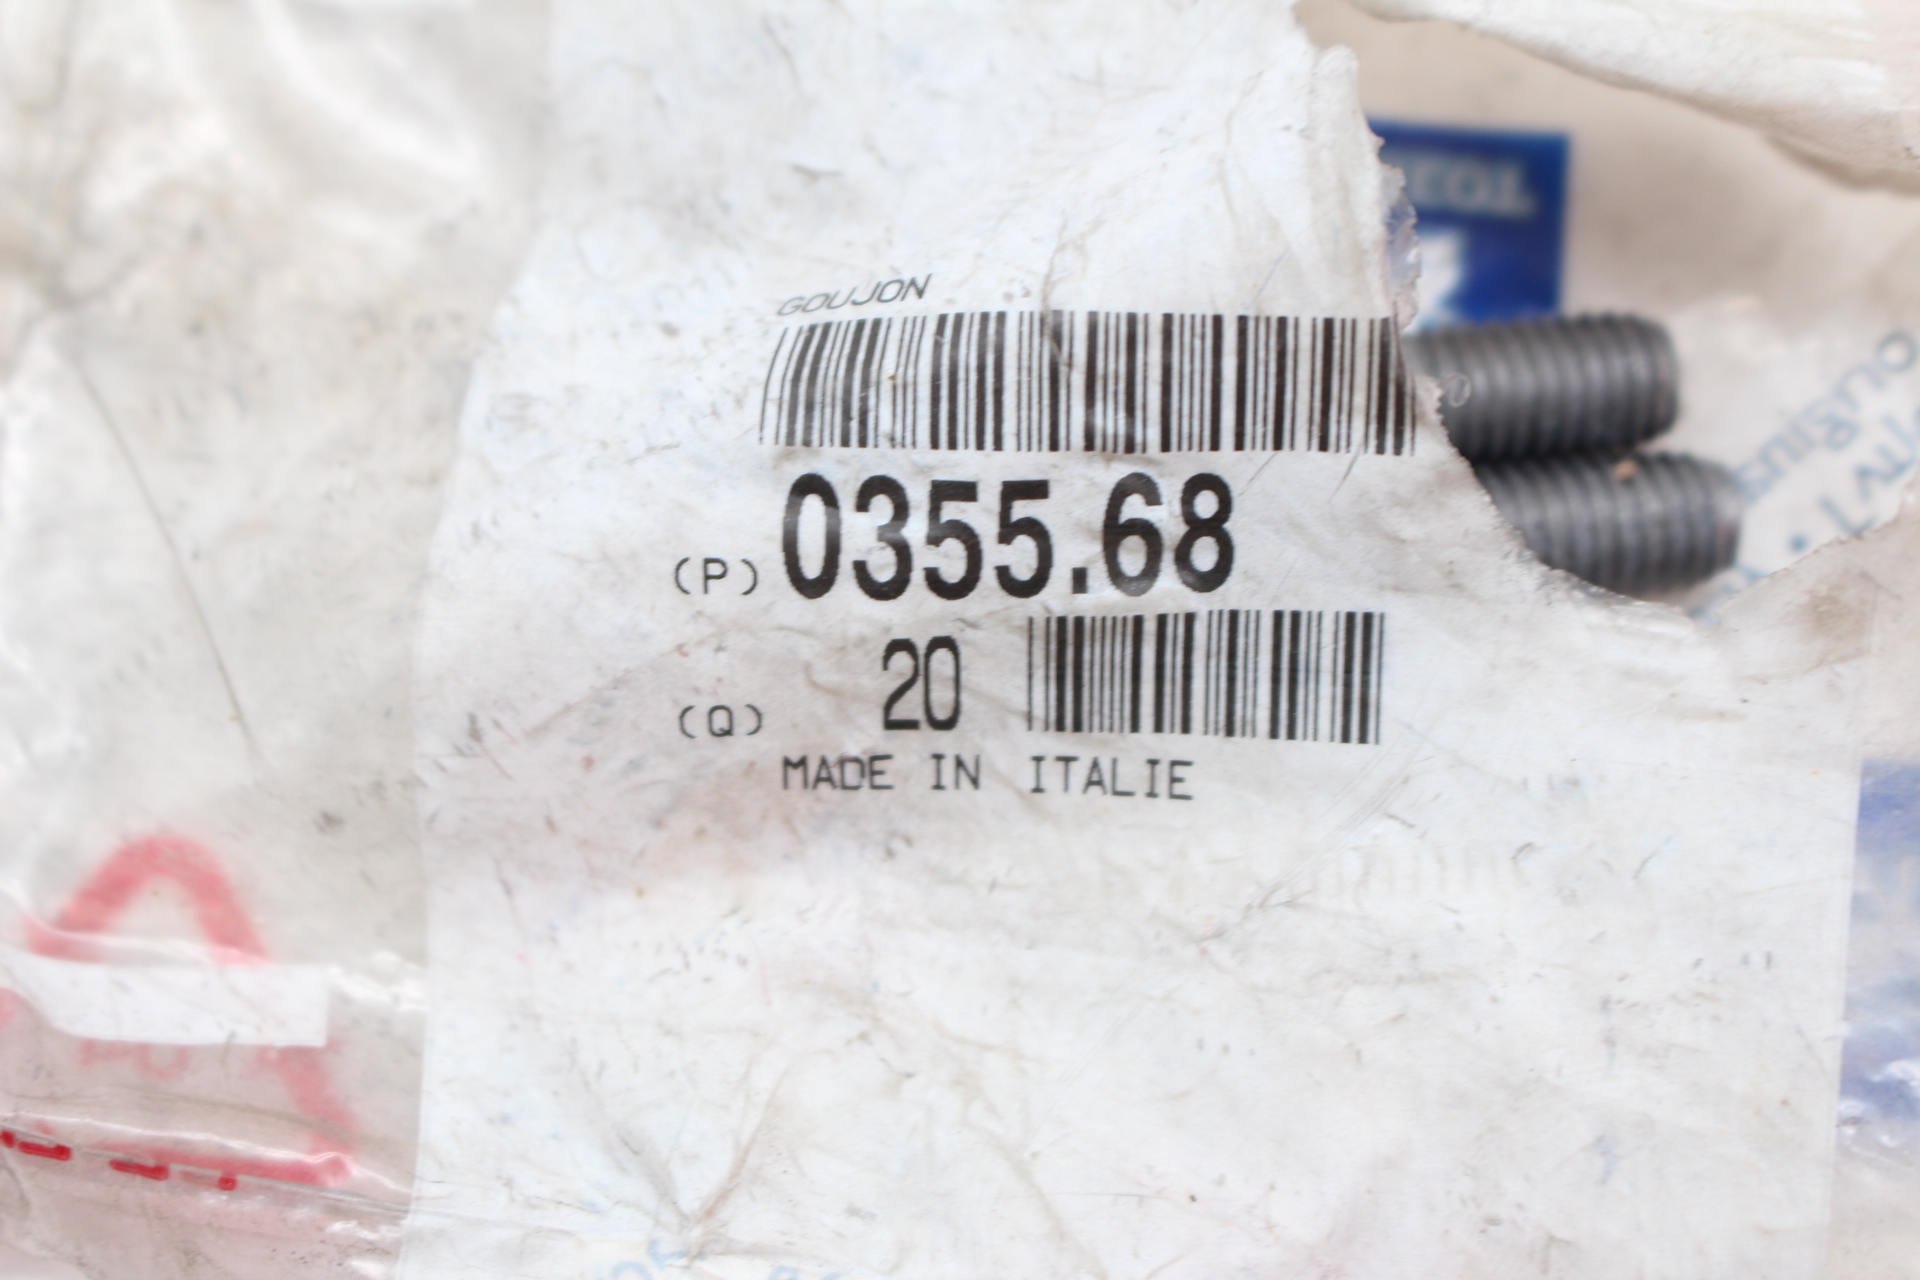 GOUJON
(P) 0355.68
(Q) 20
MADE IN ITALIE